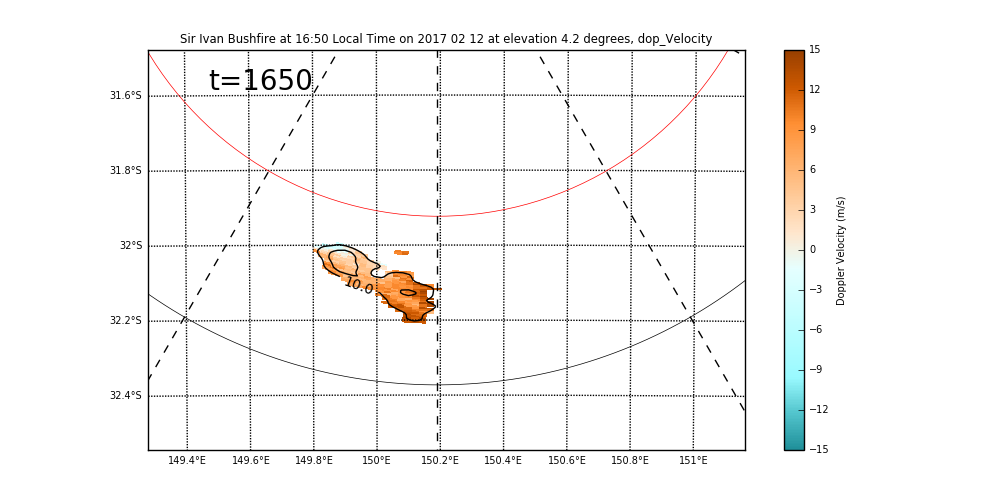 Sir Ivan Bushfire at 16:50 Local Time on 2017 02 12 at elevation 4.2 degrees, dop_Velocity
t=1650
31.6°S
31.8°S
32°S
32.2°S
32.4°S
10.0
149.4°E 149.6°E 149.8°E 150°E 150.2°E 150.4°E 150.6°E 150.8°E 151°E
15
12
9
6
3
0
−3
−6
−9
−12
−15
Doppler Velocity (m/s)